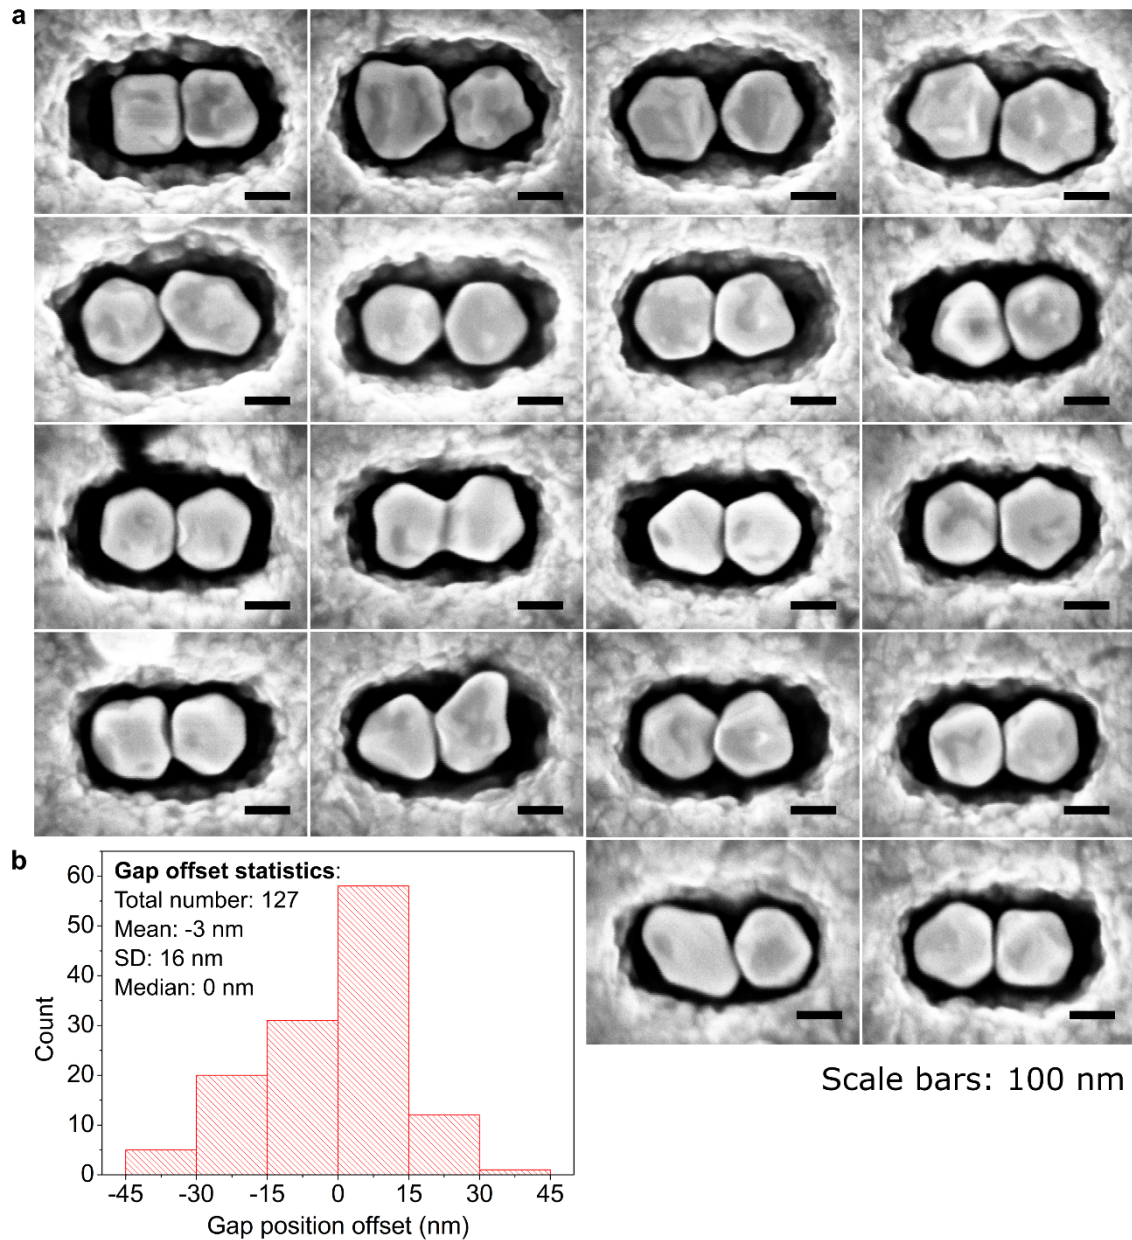 a
Scale bars: 100 nm
b
Gap offset statistics:
Total number: 127
Mean: -3 nm
SD: 16 nm
Median: 0 nm
60
50
40
30
20
10
0
Count
-45 -30 -15 0 15 30 45
Gap position offset (nm)